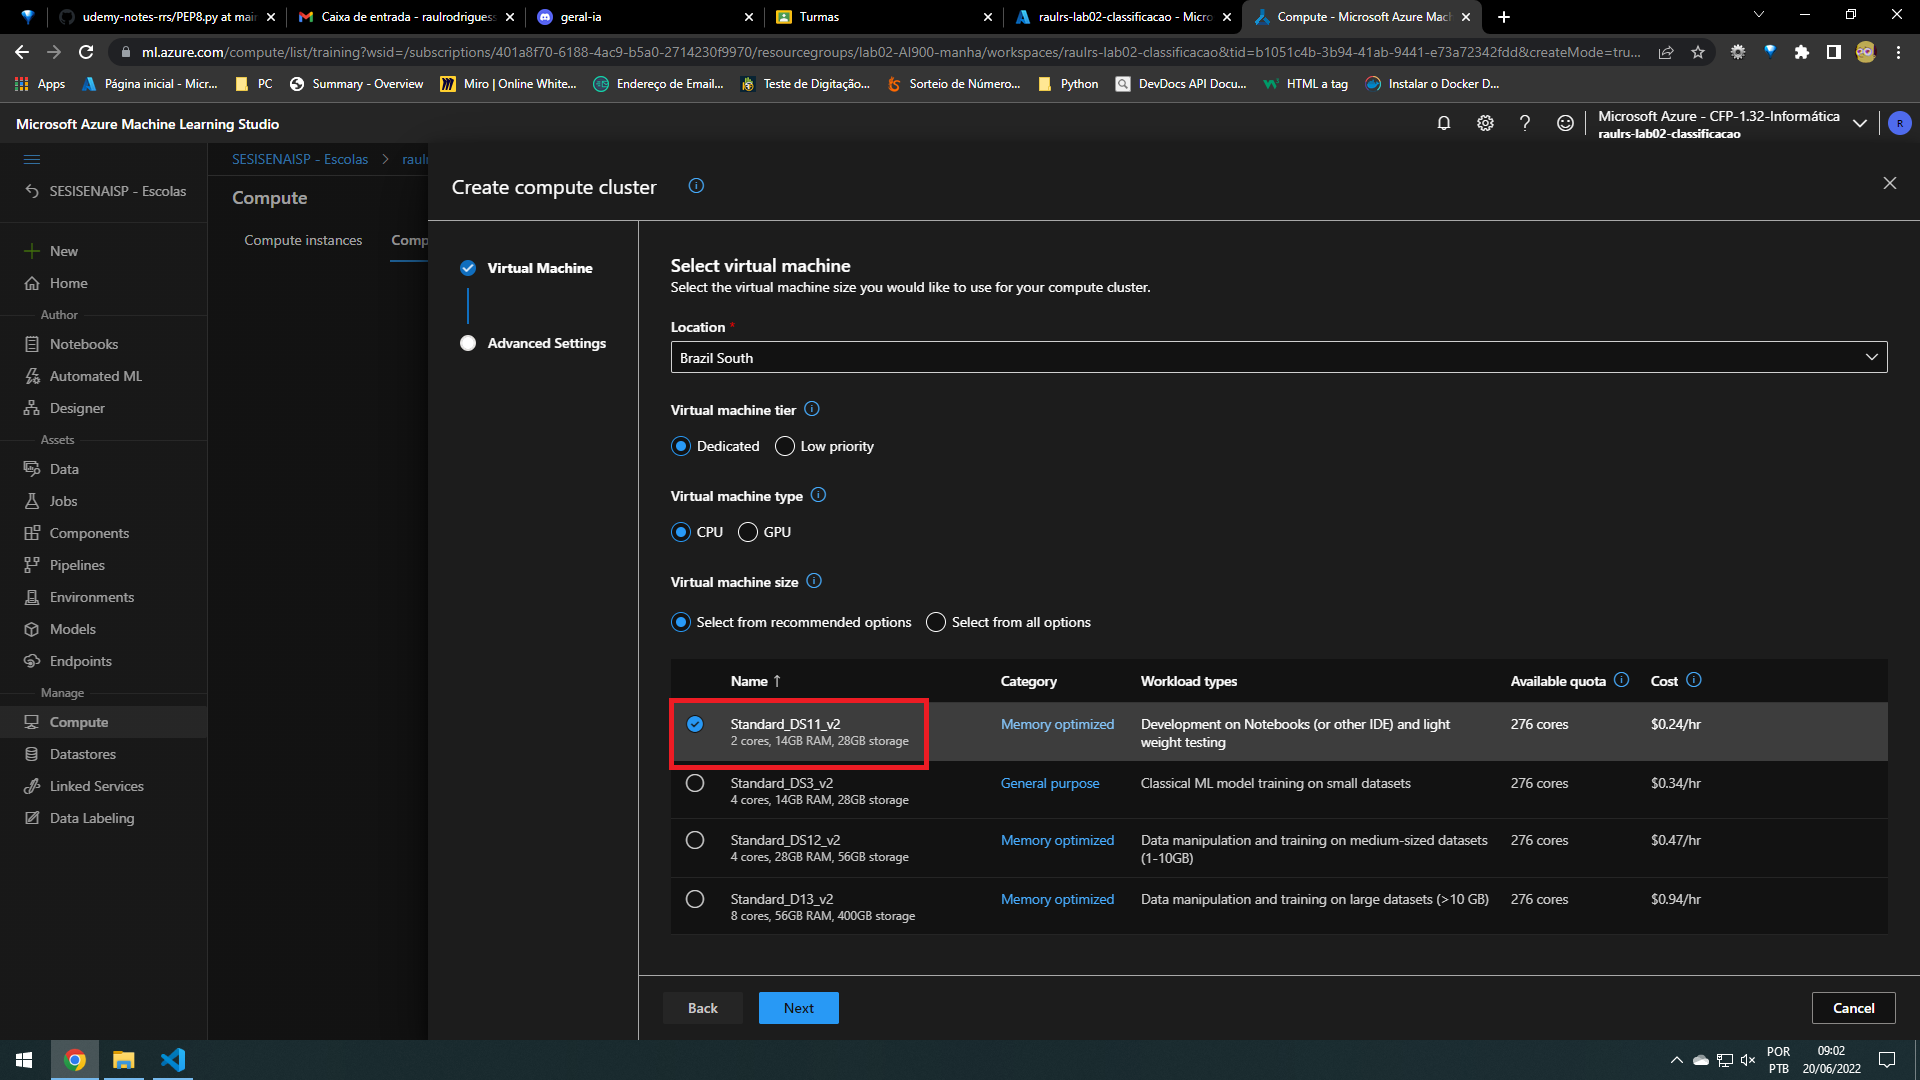 udemy-notes-rrs/PEP8.py at mai
Caixa de entrada - raulrodrigues
geral-ia
Turmas
raulrs-lab02-classificacao - Micro
Compute - Microsoft Azure Mac
ml.azure.com/compute/list/training?wsid=/subscriptions/401a8f70-6188-4ac9-b5a0-2714230f9970/resourcegroups/lab02-AI900-manha/workspaces/raulrs-lab02-classificacao&tid=b1051c4b-3b94-41ab-9441-e73a72342fdd&createMode=tru...
Apps
Página inicial - Micr...
PC
Summary - Overview
Miro | Online White...
Endereço de Email...
Teste de Digitação...
Sorteio de Número...
Python
DevDocs API Docu...
HTML a tag
Instalar o Docker D...
Microsoft Azure Machine Learning Studio
Microsoft Azure - CFP-1.32-Informática
raulrs-lab02-classificacao
R
SESISENAISP - Escolas
New
Home
Author
Notebooks
Automated ML
Designer
Assets
Data
Jobs
Components
Pipelines
Environments
Models
Endpoints
Manage
Compute
Datastores
Linked Services
Data Labeling
SESISENAISP - Escolas > raulr
Compute
Compute instances
Comp
Create compute cluster
Virtual Machine
Advanced Settings
Select virtual machine
Select the virtual machine size you would like to use for your compute cluster.
Location *
Brazil South
Virtual machine tier
Dedicated Low priority
Virtual machine type
CPU GPU
Virtual machine size
Select from recommended options Select from all options
Name ↑ Category Workload types Available quota Cost
Standard_DS11_v2 Memory optimized Development on Notebooks (or other IDE) and light 276 cores $0.24/hr
2 cores, 14GB RAM, 28GB storage weight testing
Standard_DS3_v2 General purpose Classical ML model training on small datasets 276 cores $0.34/hr
4 cores, 14GB RAM, 28GB storage
Standard_DS12_v2 Memory optimized Data manipulation and training on medium-sized datasets 276 cores $0.47/hr
4 cores, 28GB RAM, 56GB storage (1-10GB)
Standard_D13_v2 Memory optimized Data manipulation and training on large datasets (>10 GB) 276 cores $0.94/hr
8 cores, 56GB RAM, 400GB storage
Back
Next
Cancel
POR
PTB
09:02
20/06/2022